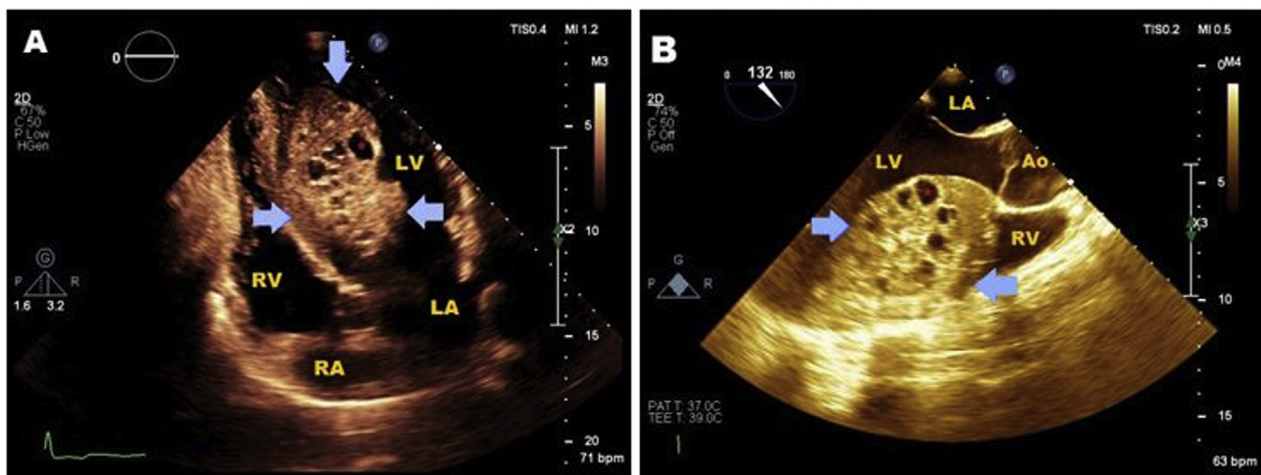 A
TIS0.4 MI 1.2
0
P
M3
2D
67%
C 50
P Low
HGen
5
LV
X2
10
RV
LA
G
P R
1.6 3.2
15
RA
20
71 bpm
B
TIS0.2 MI 0.5
0 132 180
P
M4
0
2D
74%
C 50
P Off
Gen
LA
LV
Ao
5
X3
RV
G
P R
10
PAT T: 37.0C
TEE T: 39.0C
15
63 bpm